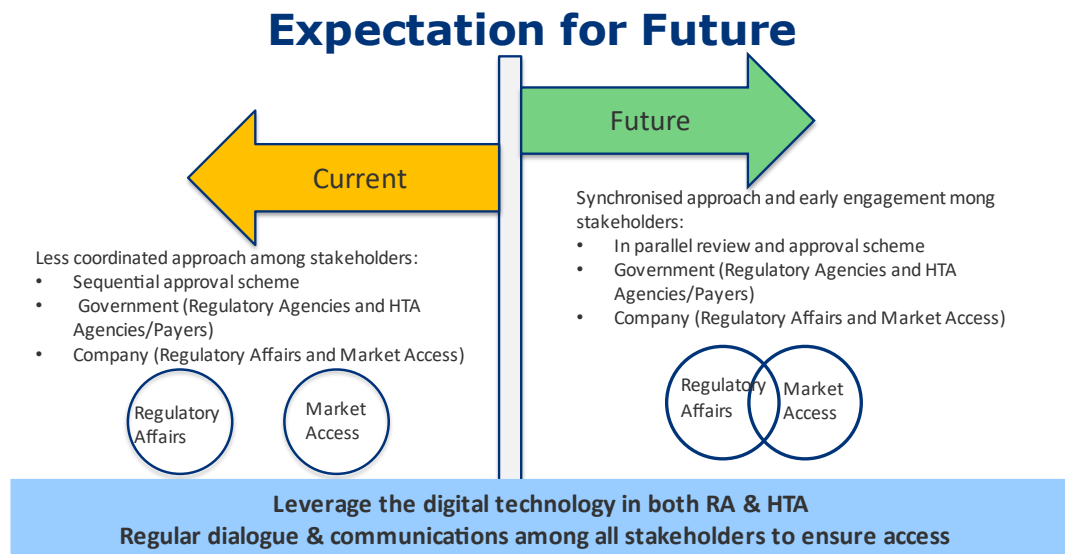 Expectation for Future
Current
Future
Less coordinated approach among stakeholders:
• Sequential approval scheme
• Government (Regulatory Agencies and HTA
Agencies/Payers)
• Company (Regulatory Affairs and Market Access)
Regulatory
Affairs
Market
Access
Synchronised approach and early engagement mong
stakeholders:
• In parallel review and approval scheme
• Government (Regulatory Agencies and HTA
Agencies/Payers)
• Company (Regulatory Affairs and Market Access)
Regulatory
Affairs
Market
Access
Leverage the digital technology in both RA & HTA
Regular dialogue & communications among all stakeholders to ensure access